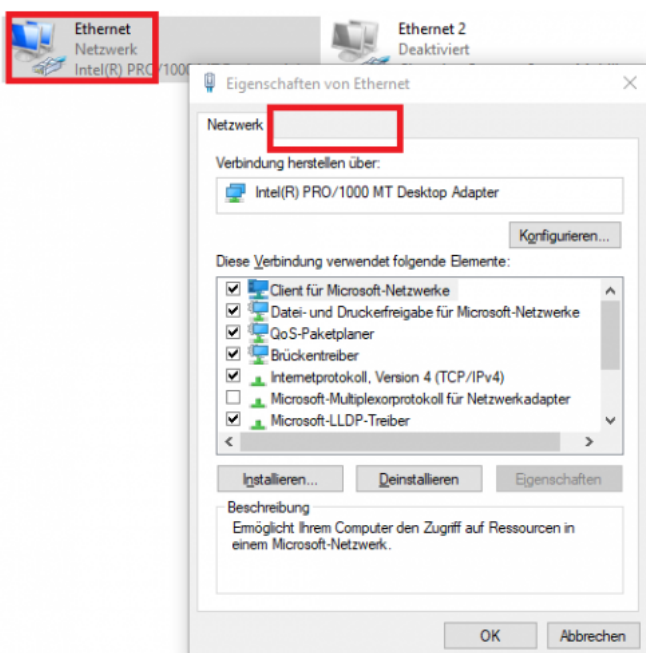 Ethernet
Netzwerk
Intel(R) PRO/1000 MT
Ethernet 2
Deaktiviert
Eigenschaften von Ethernet
Netzwerk
Verbindung herstellen über:
Intel(R) PRO/1000 MT Desktop Adapter
Konfigurieren...
Diese Verbindung verwendet folgende Elemente:
Client für Microsoft-Netzwerke
Datei- und Druckerfreigabe für Microsoft-Netzwerke
QoS-Paketplaner
Brückentreiber
Internetprotokoll, Version 4 (TCP/IPv4)
Microsoft-Multiplexorprotokoll für Netzwerkadapter
Microsoft-LLDP-Treiber
Installieren...
Deinstallieren
Eigenschaften
Beschreibung
Ermöglicht Ihrem Computer den Zugriff auf Ressourcen in
einem Microsoft-Netzwerk.
OK
Abbrechen